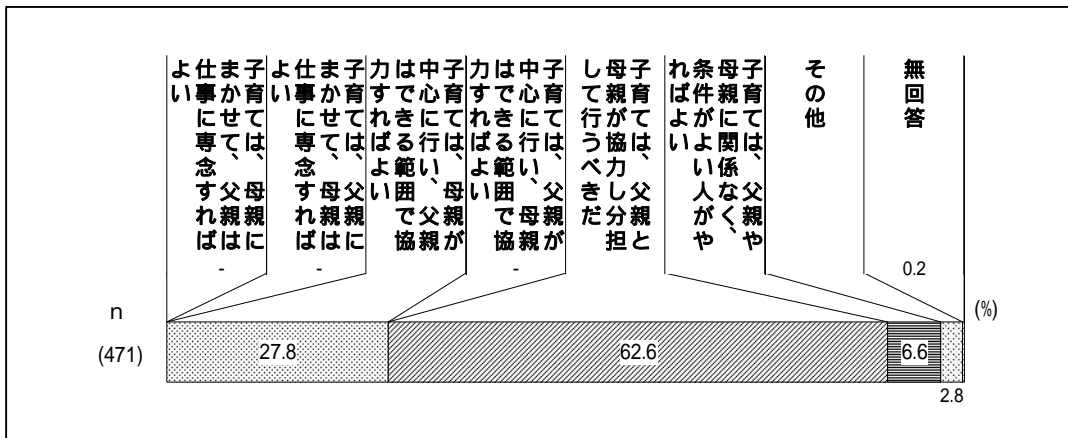 子育ては、母親に
まかせて、父親は
仕事に専念すれば
よい
子育ては、父親に
まかせて、母親は
仕事に専念すれば
よい
子育ては、母親が
中心に行い、父親
はできる範囲で協
力すればよい
子育ては、父親が
中心に行い、母親
はできる範囲で協
力すればよい
子育ては、父親と
母親が協力し分担
して行うべきだ
子育ては、父親や
母親に関係なく、
条件がよい人がや
ればよい
その他
無回答
-
-
-
0.2
n
(%)
(471)
27.8
62.6
6.6
2.8